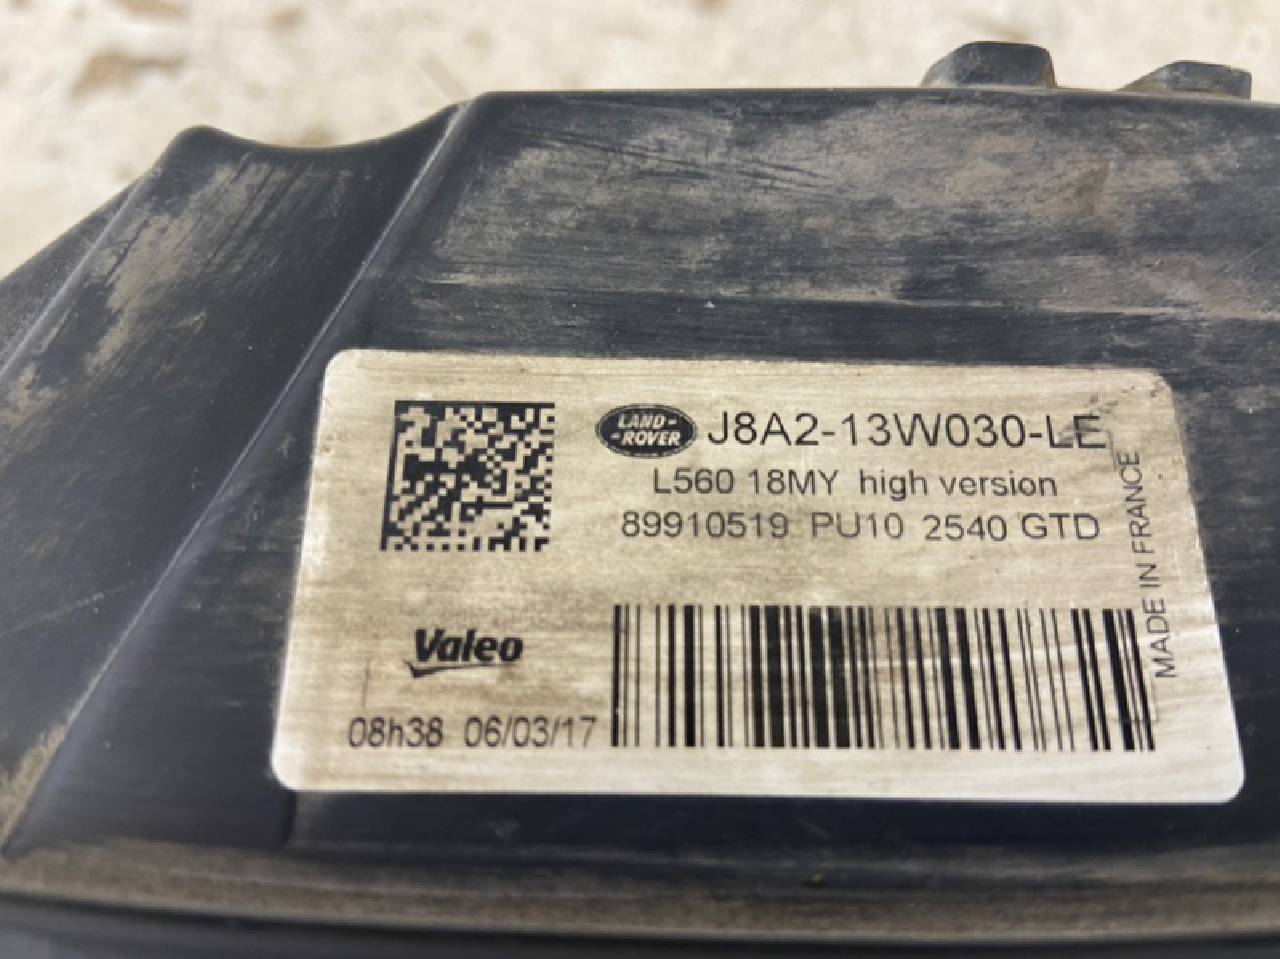 LAND-
-ROVER
J8A2-13W030-LE
L560 18MY high version
89910519 PU10 2540 GTD
MADE IN FRANCE
Valeo
08h38 06/03/17